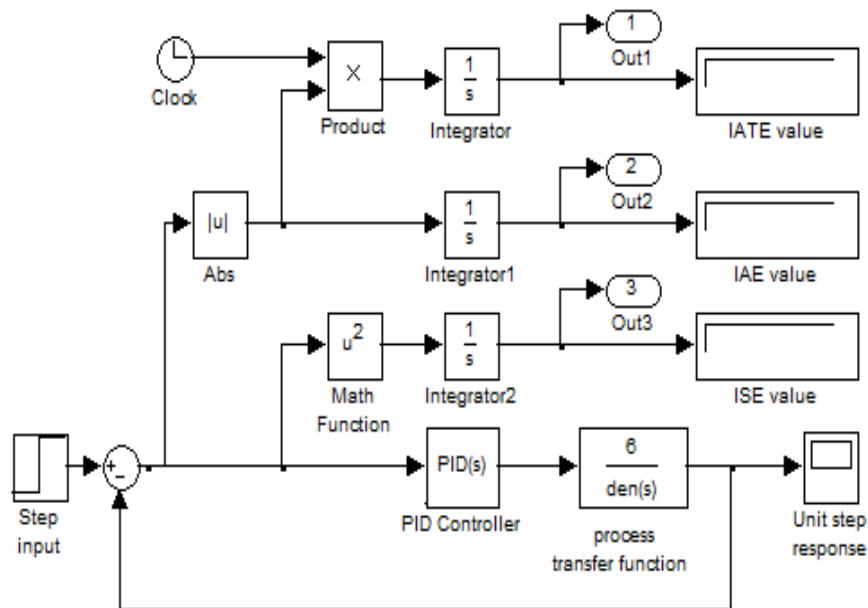 1
Out1
Clock
X
Product
1
s
Integrator
IATE value
2
Out2
|u|
Abs
1
s
Integrator1
IAE value
3
Out3
u²
Math
Function
1
s
Integrator2
ISE value
Step
input
+
−
PID(s)
PID Controller
6
den(s)
process
transfer function
Unit step
response